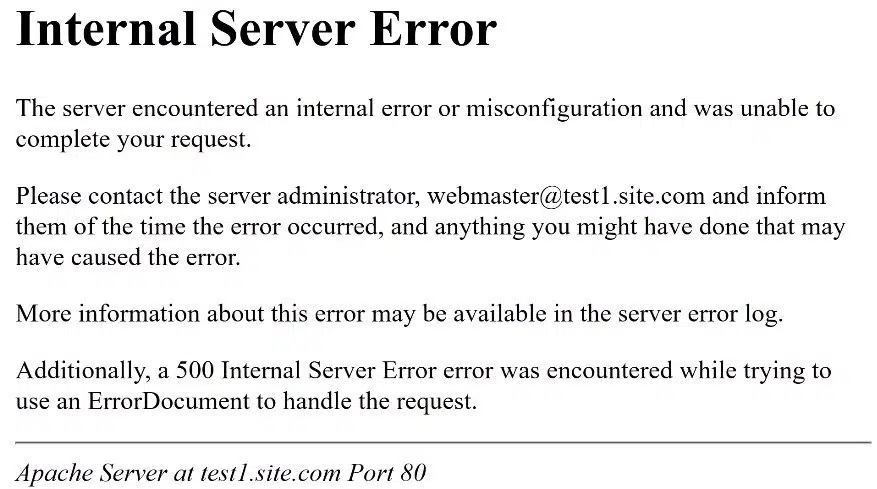 Internal Server Error
The server encountered an internal error or misconfiguration and was unable to
complete your request.
Please contact the server administrator, webmaster@test1.site.com and inform
them of the time the error occurred, and anything you might have done that may
have caused the error.
More information about this error may be available in the server error log.
Additionally, a 500 Internal Server Error error was encountered while trying to
use an ErrorDocument to handle the request.
Apache Server at test1.site.com Port 80